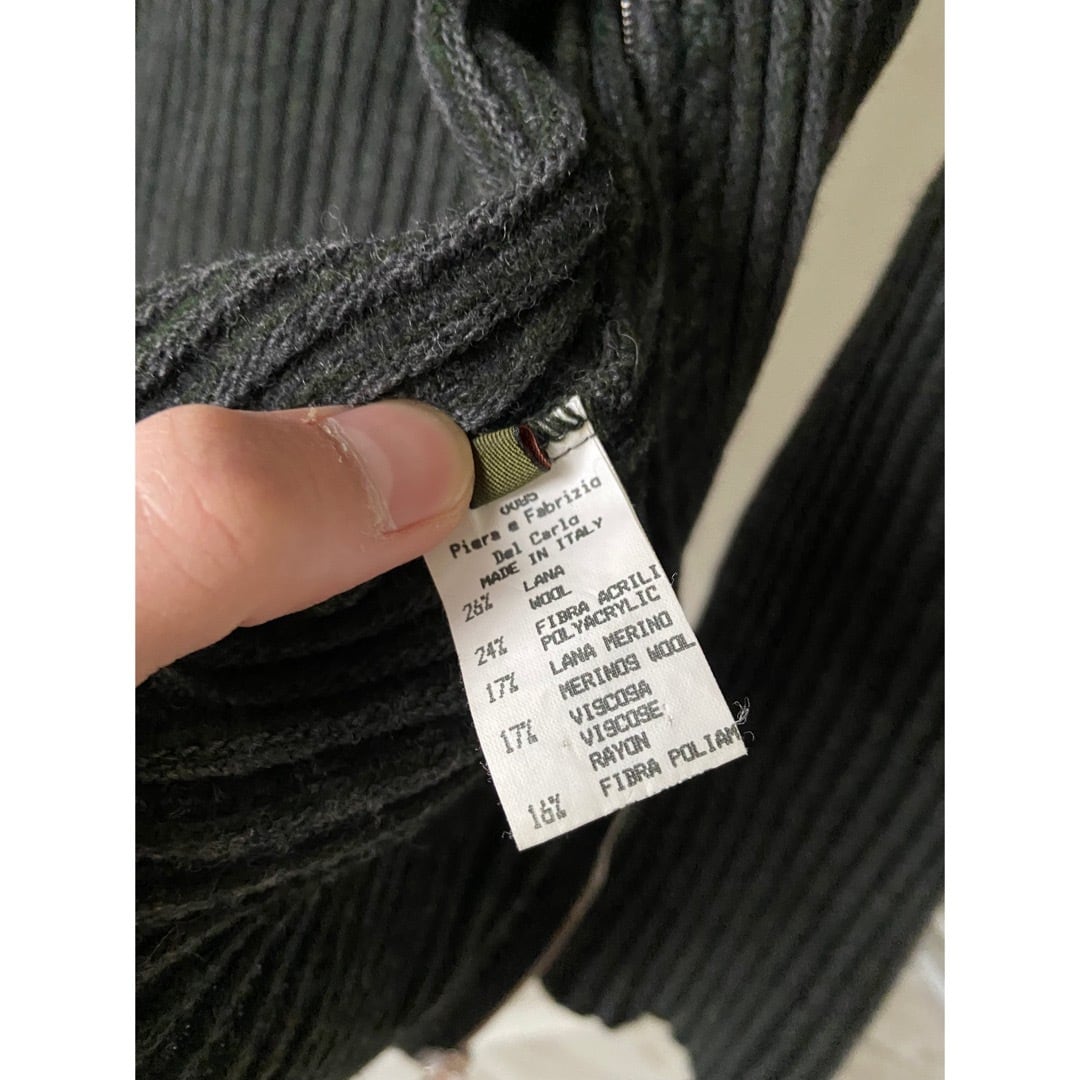 Piera e Fabrizia
Del Carlo
MADE IN ITALY
26% LANA
WOOL
24% FIBRA ACRILI
POLYACRYLIC
17% LANA MERINO
MERINOS WOOL
17% VISCOSA
VISCOSE
RAYON
16% FIBRA POLIAM